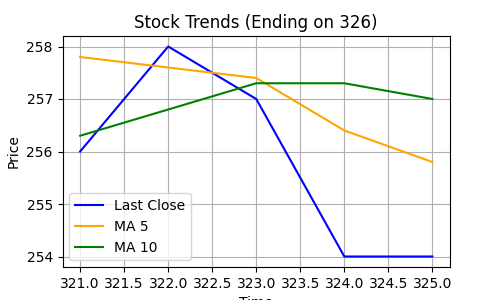 Stock Trends (Ending on 326)
258
257
256
255
254
Price
Last Close
MA 5
MA 10
321.0 321.5 322.0 322.5 323.0 323.5 324.0 324.5 325.0
Time